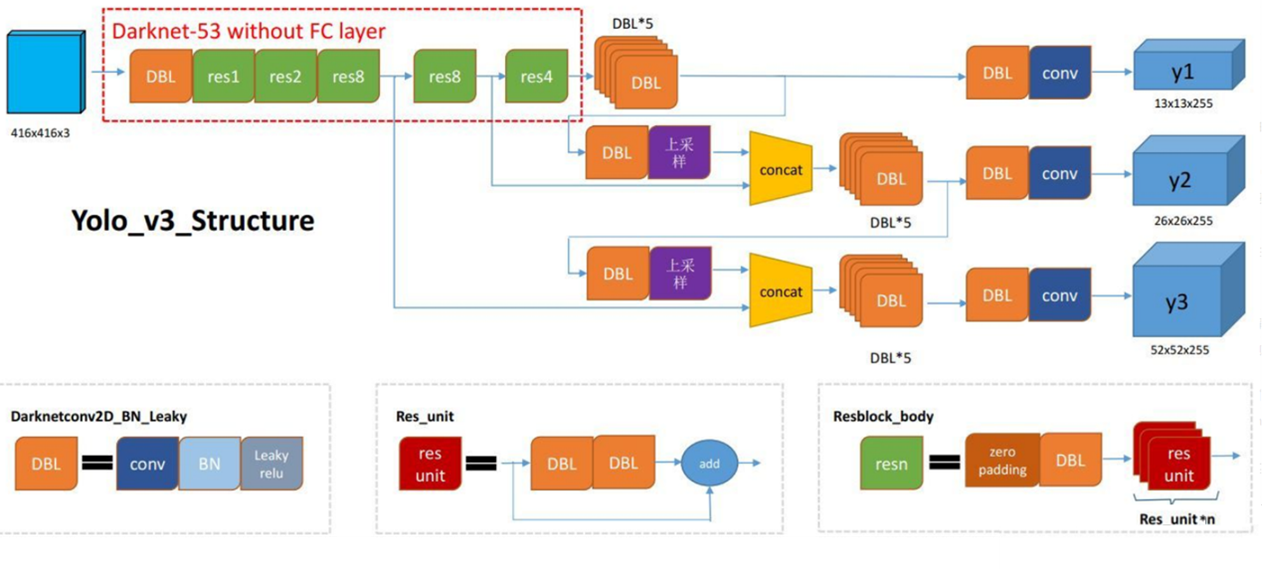 DBL*5
Darknet-53 without FC layer
DBL
res1
res2
res8
res8
res4
DBL
DBL
conv
y1
13x13x255
416x416x3
DBL
上采
样
concat
DBL
DBL*5
DBL
conv
y2
26x26x255
Yolo_v3_Structure
DBL
上采
样
concat
DBL
DBL*5
DBL
conv
y3
52x52x255
Darknetconv2D_BN_Leaky
DBL
conv
BN
Leaky
relu
Res_unit
res
unit
DBL
DBL
add
Resblock_body
resn
zero
padding
DBL
res
unit
Res_unit*n